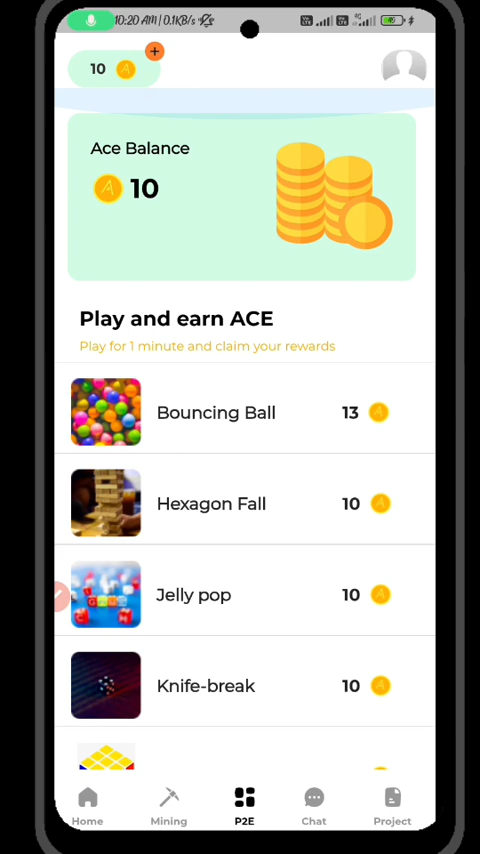 10:20 AM | 0.1KB/s
10
Ace Balance
10
Play and earn ACE
Play for 1 minute and claim your rewards
Bouncing Ball 13
Hexagon Fall 10
Jelly pop 10
Knife-break 10
Home Mining P2E Chat Project